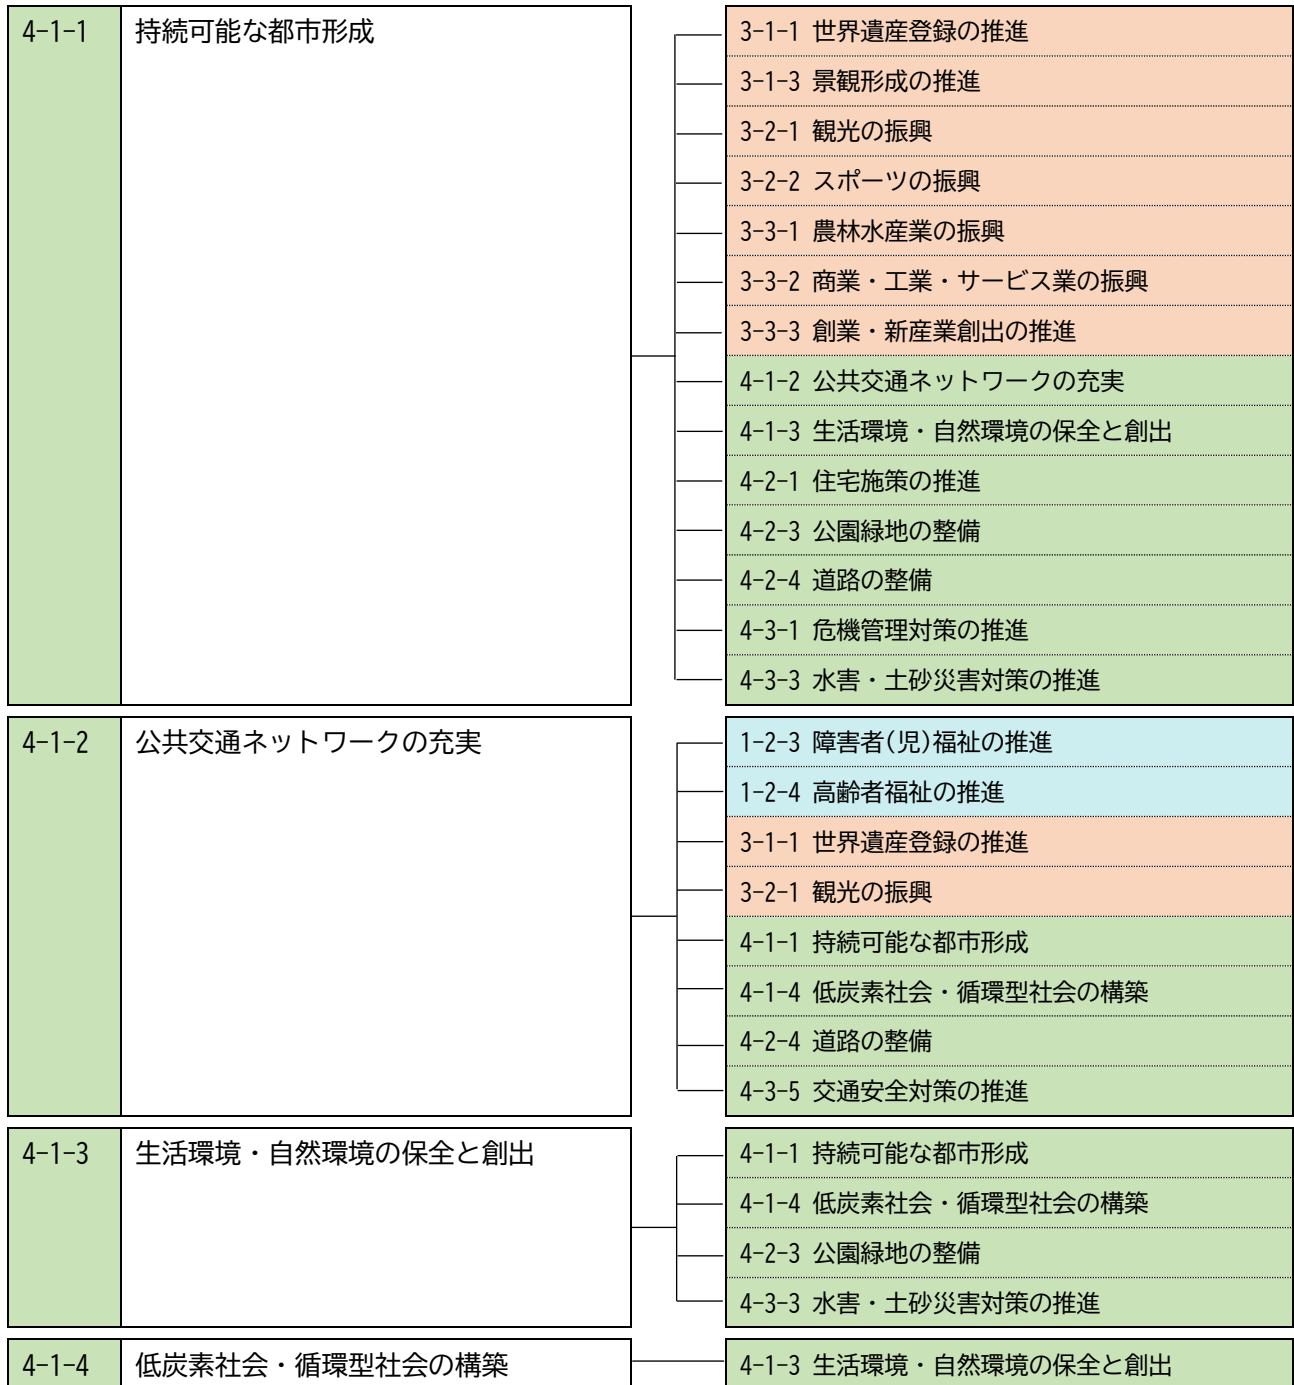 4-1-1 持続可能な都市形成
3-1-1 世界遺産登録の推進
3-1-3 景観形成の推進
3-2-1 観光の振興
3-2-2 スポーツの振興
3-3-1 農林水産業の振興
3-3-2 商業・工業・サービス業の振興
3-3-3 創業・新産業創出の推進
4-1-2 公共交通ネットワークの充実
4-1-3 生活環境・自然環境の保全と創出
4-2-1 住宅施策の推進
4-2-3 公園緑地の整備
4-2-4 道路の整備
4-3-1 危機管理対策の推進
4-3-3 水害・土砂災害対策の推進
4-1-2 公共交通ネットワークの充実
1-2-3 障害者(児)福祉の推進
1-2-4 高齢者福祉の推進
3-1-1 世界遺産登録の推進
3-2-1 観光の振興
4-1-1 持続可能な都市形成
4-1-4 低炭素社会・循環型社会の構築
4-2-4 道路の整備
4-3-5 交通安全対策の推進
4-1-3 生活環境・自然環境の保全と創出
4-1-1 持続可能な都市形成
4-1-4 低炭素社会・循環型社会の構築
4-2-3 公園緑地の整備
4-3-3 水害・土砂災害対策の推進
4-1-4 低炭素社会・循環型社会の構築
4-1-3 生活環境・自然環境の保全と創出